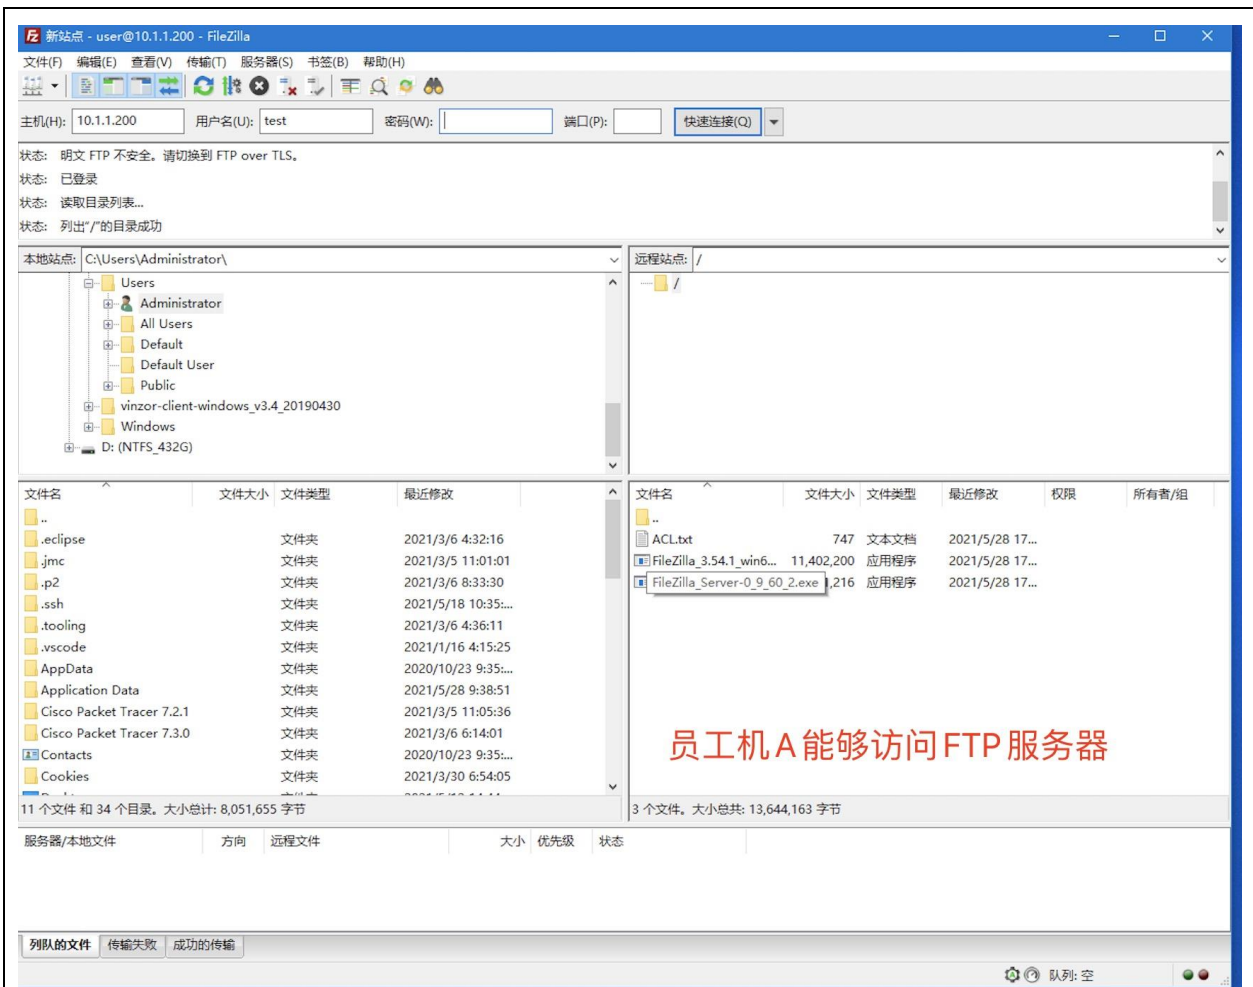 新站点 - user@10.1.1.200 - FileZilla
文件(F) 编辑(E) 查看(V) 传输(T) 服务器(S) 书签(B) 帮助(H)
主机(H): 10.1.1.200 用户名(U): test 密码(W): 端口(P): 快速连接(Q)
状态: 明文 FTP 不安全。请切换到 FTP over TLS。
状态: 已登录
状态: 读取目录列表...
状态: 列出"/"的目录成功
本地站点: C:\Users\Administrator\
Users
Administrator
All Users
Default
Default User
Public
vinzor-client-windows_v3.4_20190430
Windows
D: (NTFS_432G)
远程站点: /
/
文件名 文件大小 文件类型 最近修改
..
.eclipse 文件夹 2021/3/6 4:32:16
.jmc 文件夹 2021/3/5 11:01:01
.p2 文件夹 2021/3/6 8:33:30
.ssh 文件夹 2021/5/18 10:35:...
.tooling 文件夹 2021/3/6 4:36:11
.vscode 文件夹 2021/1/16 4:15:25
AppData 文件夹 2020/10/23 9:35:...
Application Data 文件夹 2021/5/28 9:38:51
Cisco Packet Tracer 7.2.1 文件夹 2021/3/5 11:05:36
Cisco Packet Tracer 7.3.0 文件夹 2021/3/6 6:14:01
Contacts 文件夹 2020/10/23 9:35:...
Cookies 文件夹 2021/3/30 6:54:05
11 个文件 和 34 个目录。大小总计: 8,051,655 字节
文件名 文件大小 文件类型 最近修改 权限 所有者/组
..
ACL.txt 747 文本文档 2021/5/28 17...
FileZilla_3.54.1_win6... 11,402,200 应用程序 2021/5/28 17...
FileZilla_Server-0_9_60_2.exe ,216 应用程序 2021/5/28 17...
员工机A能够访问FTP服务器
3 个文件。大小总共: 13,644,163 字节
服务器/本地文件 方向 远程文件 大小 优先级 状态
列队的文件 传输失败 成功的传输
队列: 空